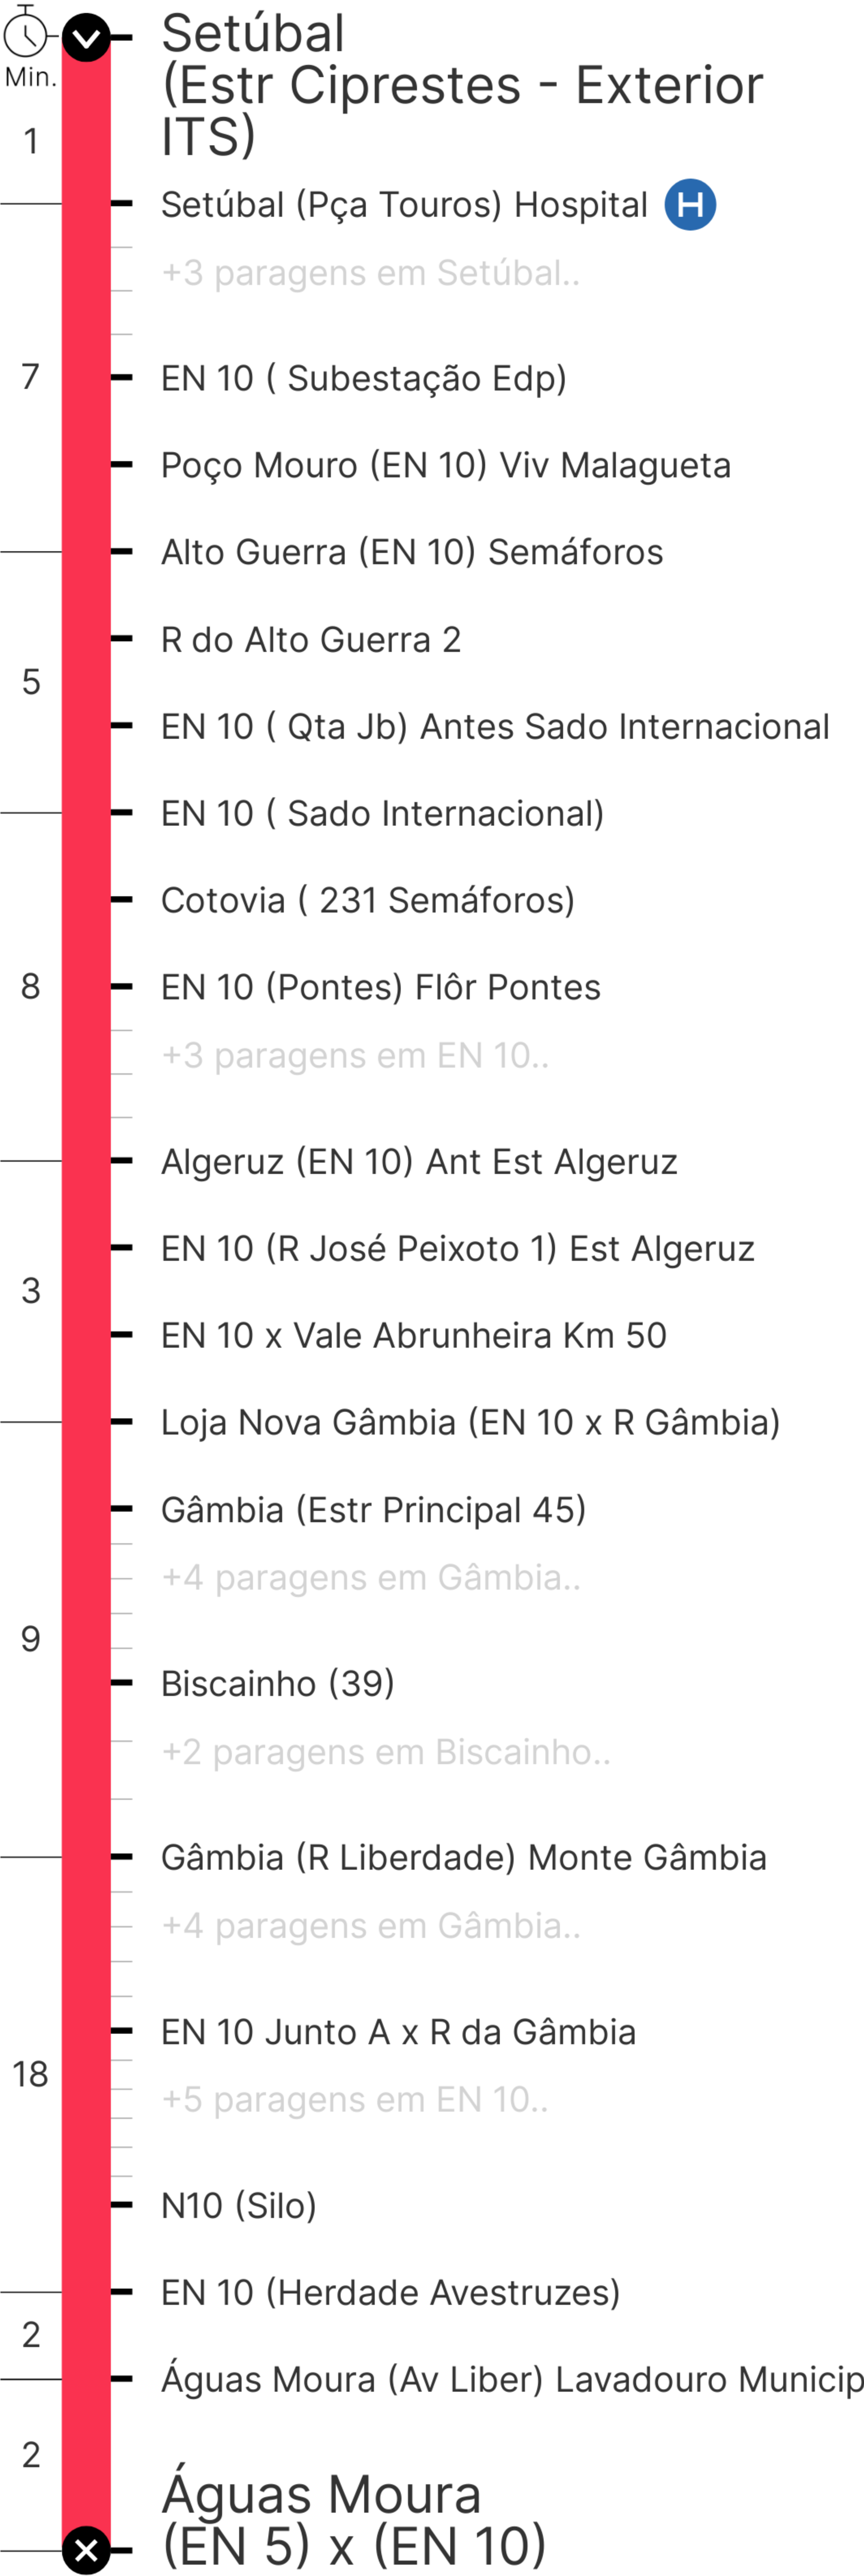 Setúbal
(Estr Ciprestes - Exterior
ITS)
Min.
1
Setúbal (Pça Touros) Hospital H
+3 paragens em Setúbal..
7
EN 10 ( Subestação Edp)
Poço Mouro (EN 10) Viv Malagueta
Alto Guerra (EN 10) Semáforos
R do Alto Guerra 2
5
EN 10 ( Qta Jb) Antes Sado Internacional
EN 10 ( Sado Internacional)
Cotovia ( 231 Semáforos)
8
EN 10 (Pontes) Flôr Pontes
+3 paragens em EN 10..
Algeruz (EN 10) Ant Est Algeruz
EN 10 (R José Peixoto 1) Est Algeruz
3
EN 10 x Vale Abrunheira Km 50
Loja Nova Gâmbia (EN 10 x R Gâmbia)
Gâmbia (Estr Principal 45)
+4 paragens em Gâmbia..
9
Biscainho (39)
+2 paragens em Biscainho..
Gâmbia (R Liberdade) Monte Gâmbia
+4 paragens em Gâmbia..
EN 10 Junto A x R da Gâmbia
18
+5 paragens em EN 10..
N10 (Silo)
EN 10 (Herdade Avestruzes)
2
Águas Moura (Av Liber) Lavadouro Municip
2
Águas Moura
(EN 5) x (EN 10)